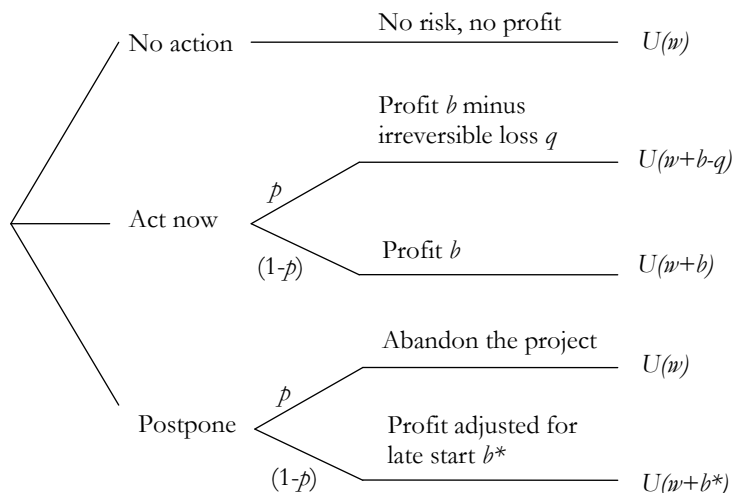 No risk, no profit
No action
U(w)
Profit b minus
irreversible loss q
U(w+b-q)
p
Act now
Profit b
(1-p)
U(w+b)
Abandon the project
U(w)
p
Profit adjusted for
Postpone
late start b*
(1-p)
U(w+b*)